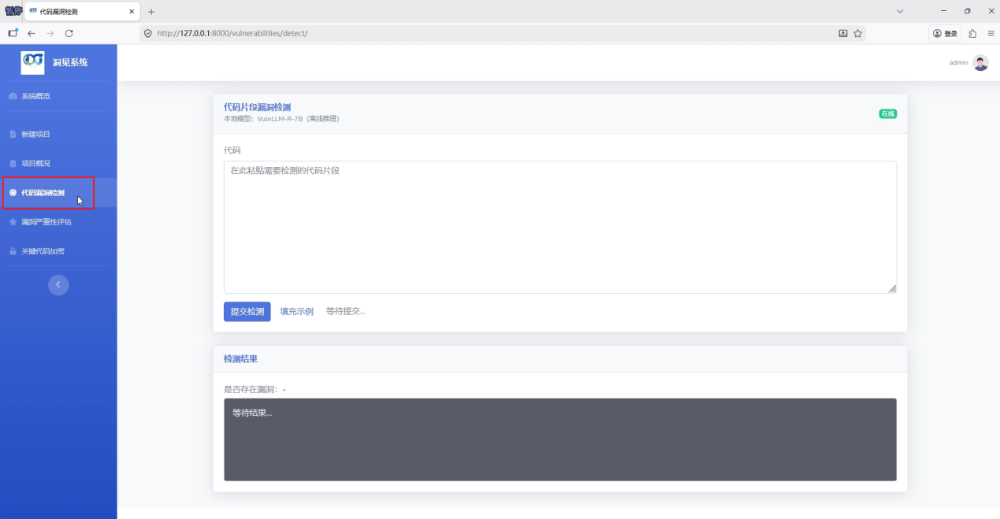 暂停
代码漏洞检测
http://127.0.0.1:8000/vulnerabilities/detect/
登录
洞见系统
admin
系统概览
新建项目
项目概况
代码漏洞检测
漏洞严重性评估
关键代码加密
代码片段漏洞检测
本地模型：VulnLLM-R-7B（离线推理）
在线
代码
在此粘贴需要检测的代码片段
提交检测 填充示例 等待提交...
检测结果
是否存在漏洞：-
等待结果...